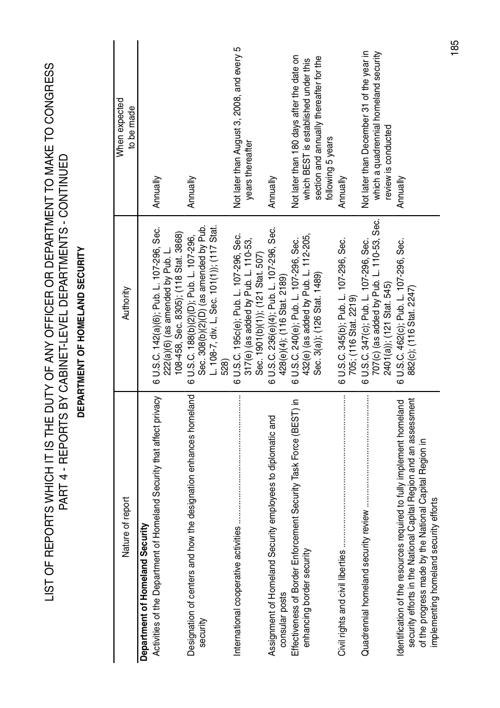 LIST OF REPORTS WHICH IT IS THE DUTY OF ANY OFFICER OR DEPARTMENT TO MAKE TO CONGRESS
PART 4 - REPORTS BY CABINET-LEVEL DEPARTMENTS - CONTINUED
DEPARTMENT OF HOMELAND SECURITY
Nature of report
Authority
When expected
to be made
Department of Homeland Security
Activities of the Department of Homeland Security that affect privacy
6 U.S.C. 142(a)(6); Pub. L. 107-296, Sec.
222(a)(6) (as amended by Pub. L.
108-458, Sec. 8305); (118 Stat. 3868)
Annually
Designation of centers and how the designation enhances homeland
security
6 U.S.C. 188(b)(2)(D); Pub. L. 107-296,
Sec. 308(b)(2)(D) (as amended by Pub.
L. 108-7, div. L, Sec. 101(1)); (117 Stat.
528)
Annually
International cooperative activities
6 U.S.C. 195c(e); Pub. L. 107-296, Sec.
317(e) (as added by Pub. L. 110-53,
Sec. 1901(b)(1)); (121 Stat. 507)
Not later than August 3, 2008, and every 5
years thereafter
Assignment of Homeland Security employees to diplomatic and
consular posts
6 U.S.C. 236(e)(4); Pub. L. 107-296, Sec.
428(e)(4); (116 Stat. 2189)
Annually
Effectiveness of Border Enforcement Security Task Force (BEST) in
enhancing border security
6 U.S.C. 240(e); Pub. L. 107-296, Sec.
432(e) (as added by Pub. L. 112-205,
Sec. 3(a)); (126 Stat. 1489)
Not later than 180 days after the date on
which BEST is established under this
section and annually thereafter for the
following 5 years
Civil rights and civil liberties
6 U.S.C. 345(b); Pub. L. 107-296, Sec.
705; (116 Stat. 2219)
Annually
Quadrennial homeland security review
6 U.S.C. 347(c); Pub. L. 107-296, Sec.
707(c) (as added by Pub. L. 110-53, Sec.
2401(a)); (121 Stat. 545)
Not later than December 31 of the year in
which a quadrennial homeland security
review is conducted
Identification of the resources required to fully implement homeland
security efforts in the National Capital Region and an assessment
of the progress made by the National Capital Region in
implementing homeland security efforts
6 U.S.C. 462(c); Pub. L. 107-296, Sec.
882(c); (116 Stat. 2247)
Annually
185